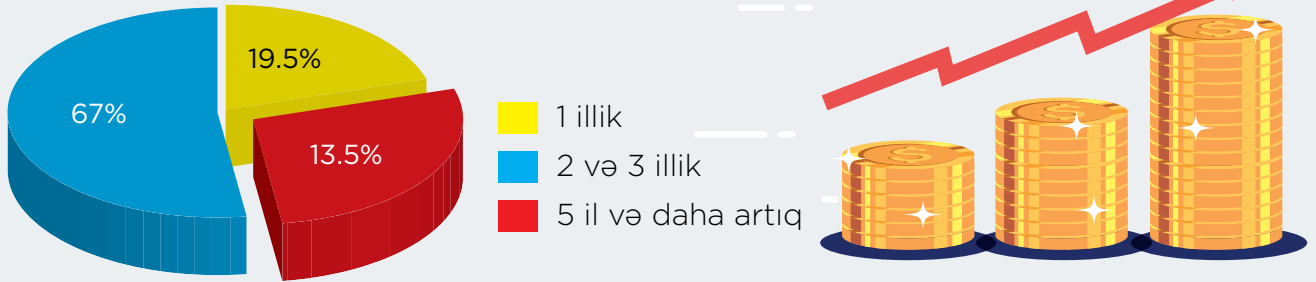 19.5%
67%
13.5%
1 illik
2 və 3 illik
5 il və daha artıq
$
$
$